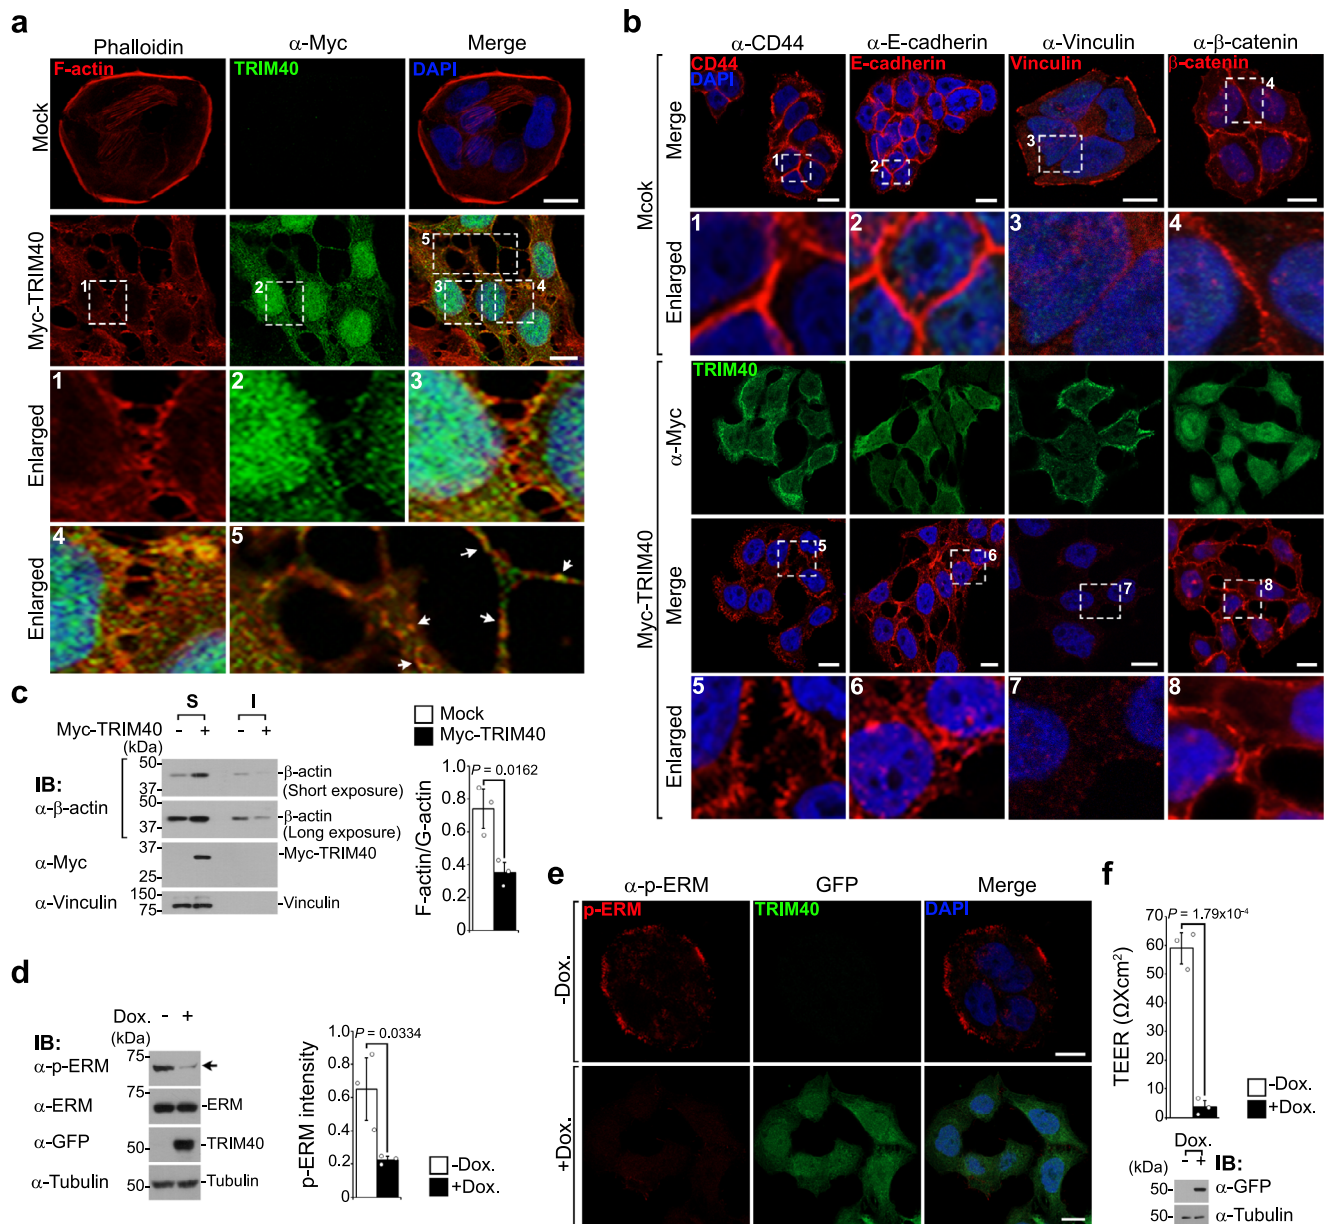 a
Phalloidin
α-Myc
Merge
F-actin
TRIM40
DAPI
Mock
Myc-TRIM40
1
2
3
4
5
Enlarged
1
2
3
Enlarged
4
5
b
α-CD44
α-E-cadherin
α-Vinculin
α-β-catenin
CD44
DAPI
E-cadherin
Vinculin
β-catenin
Mcok
Merge
1
2
3
4
Enlarged
1
2
3
4
Myc-TRIM40
α-Myc
TRIM40
Merge
5
6
7
8
Enlarged
5
6
7
8
c
S
I
Myc-TRIM40
- + - +
(kDa)
IB:
α-β-actin
50
37
-β-actin
(Short exposure)
50
37
-β-actin
(Long exposure)
α-Myc
37
25
-Myc-TRIM40
α-Vinculin
150
75
-Vinculin
Mock
Myc-TRIM40
P = 0.0162
F-actin/G-actin
1
0.8
0.6
0.4
0.2
0
d
Dox. - +
(kDa)
IB:
α-p-ERM
75
α-ERM
75
-ERM
α-GFP
50
-TRIM40
α-Tubulin
50
-Tubulin
P = 0.0334
p-ERM intensity
1.0
0.8
0.6
0.4
0.2
0
-Dox.
+Dox.
e
α-p-ERM
GFP
Merge
p-ERM
TRIM40
DAPI
-Dox.
+Dox.
f
P = 1.79x10⁻⁴
TEER (ΩXcm²)
70
60
50
40
30
20
10
0
-Dox.
+Dox.
Dox.
(kDa)
- +
IB:
50
α-GFP
50
α-Tubulin